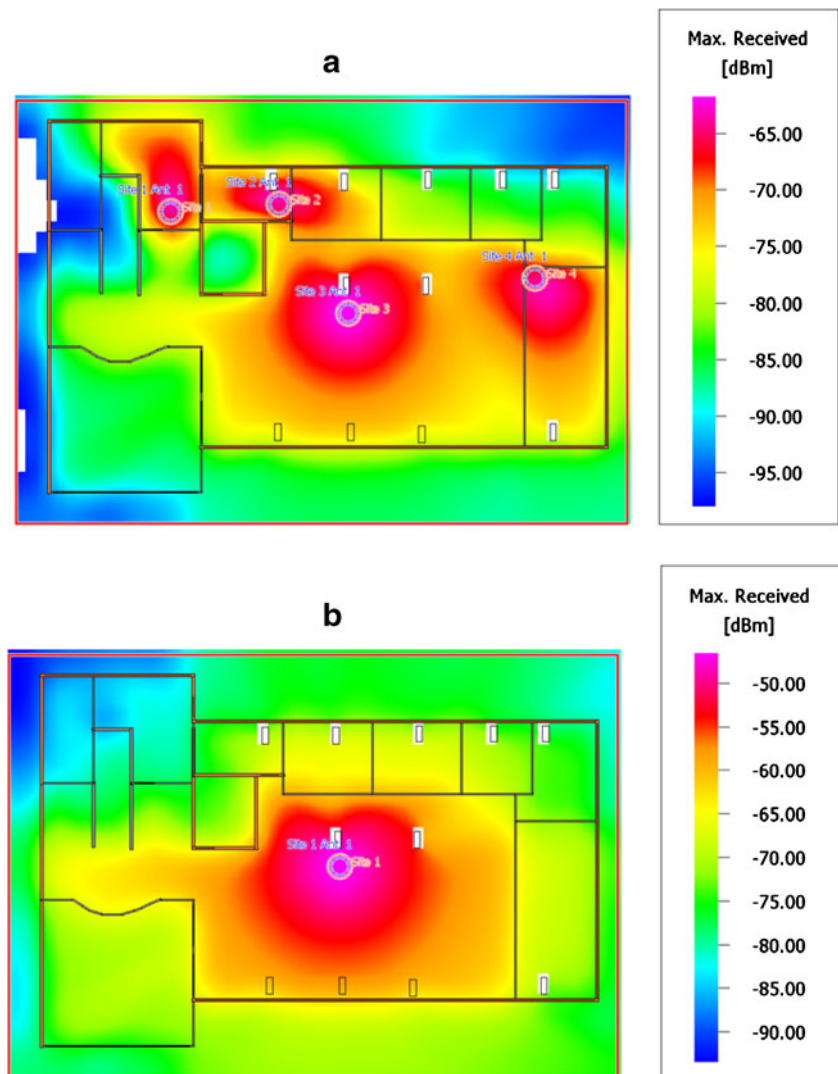 a
Max. Received
[dBm]
-65.00
-70.00
-75.00
-80.00
-85.00
-90.00
-95.00
Site 1 Ant. 1
Site 1
Site 2 Ant. 1
Site 2
Site 3 Ant. 1
Site 3
Site 4 Ant. 1
Site 4
b
Max. Received
[dBm]
-50.00
-55.00
-60.00
-65.00
-70.00
-75.00
-80.00
-85.00
-90.00
Site 1 Ant. 1
Site 1